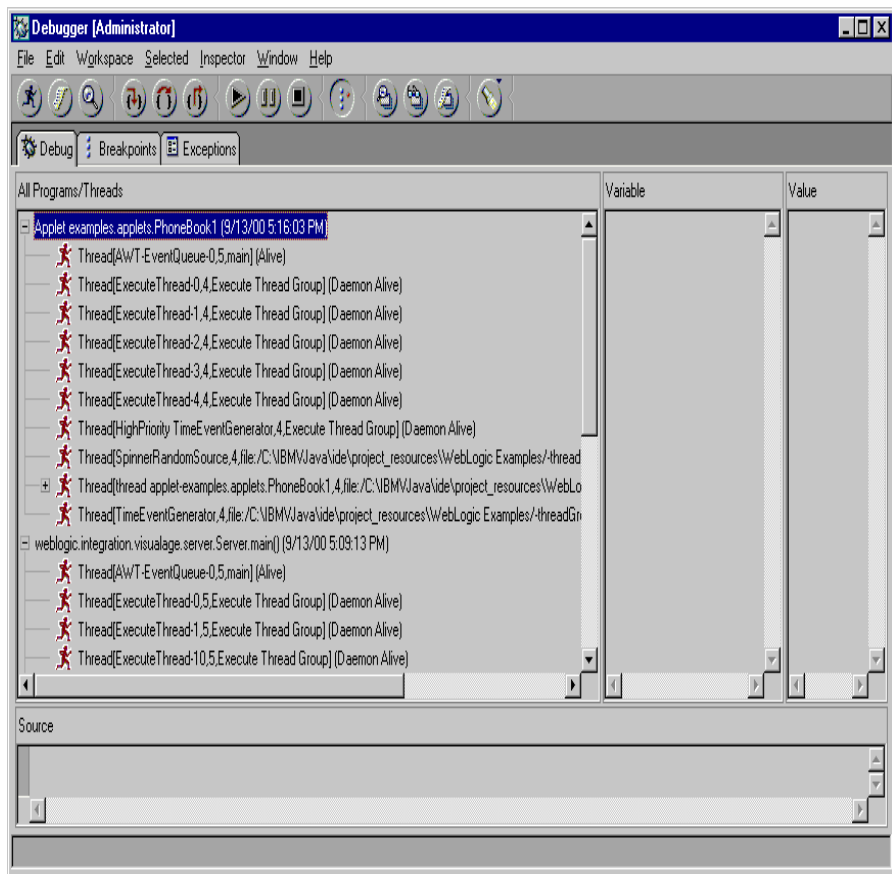 Debugger [Administrator]
File Edit Workspace Selected Inspector Window Help
Debug Breakpoints Exceptions
All Programs/Threads Variable Value
Applet examples.applets.PhoneBook1 (9/13/00 5:16:03 PM)
Thread[AWT-EventQueue-0,5,main] (Alive)
Thread[ExecuteThread-0,4,Execute Thread Group] (Daemon Alive)
Thread[ExecuteThread-1,4,Execute Thread Group] (Daemon Alive)
Thread[ExecuteThread-2,4,Execute Thread Group] (Daemon Alive)
Thread[ExecuteThread-3,4,Execute Thread Group] (Daemon Alive)
Thread[ExecuteThread-4,4,Execute Thread Group] (Daemon Alive)
Thread[HighPriority TimeEventGenerator,4,Execute Thread Group] (Daemon Alive)
Thread[SpinnerRandomSource,4,file:/C:\IBMVJava\ide\project_resources\WebLogic Examples/-thread
Thread[thread applet-examples.applets.PhoneBook1,4,file:/C:\IBMVJava\ide\project_resources\WebLo
Thread[TimeEventGenerator,4,file:/C:\IBMVJava\ide\project_resources\WebLogic Examples/-threadGr
weblogic.integration.visualage.server.Server.main() (9/13/00 5:09:13 PM)
Thread[AWT-EventQueue-0,5,main] (Alive)
Thread[ExecuteThread-0,5,Execute Thread Group] (Daemon Alive)
Thread[ExecuteThread-1,5,Execute Thread Group] (Daemon Alive)
Thread[ExecuteThread-10,5,Execute Thread Group] (Daemon Alive)
Source